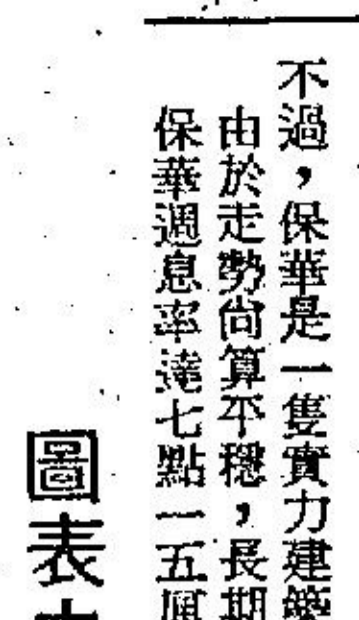 不過，保華是一隻實力建築
由於走勢尚算平穩，長期
保華週息率達七點一五厘
圖表